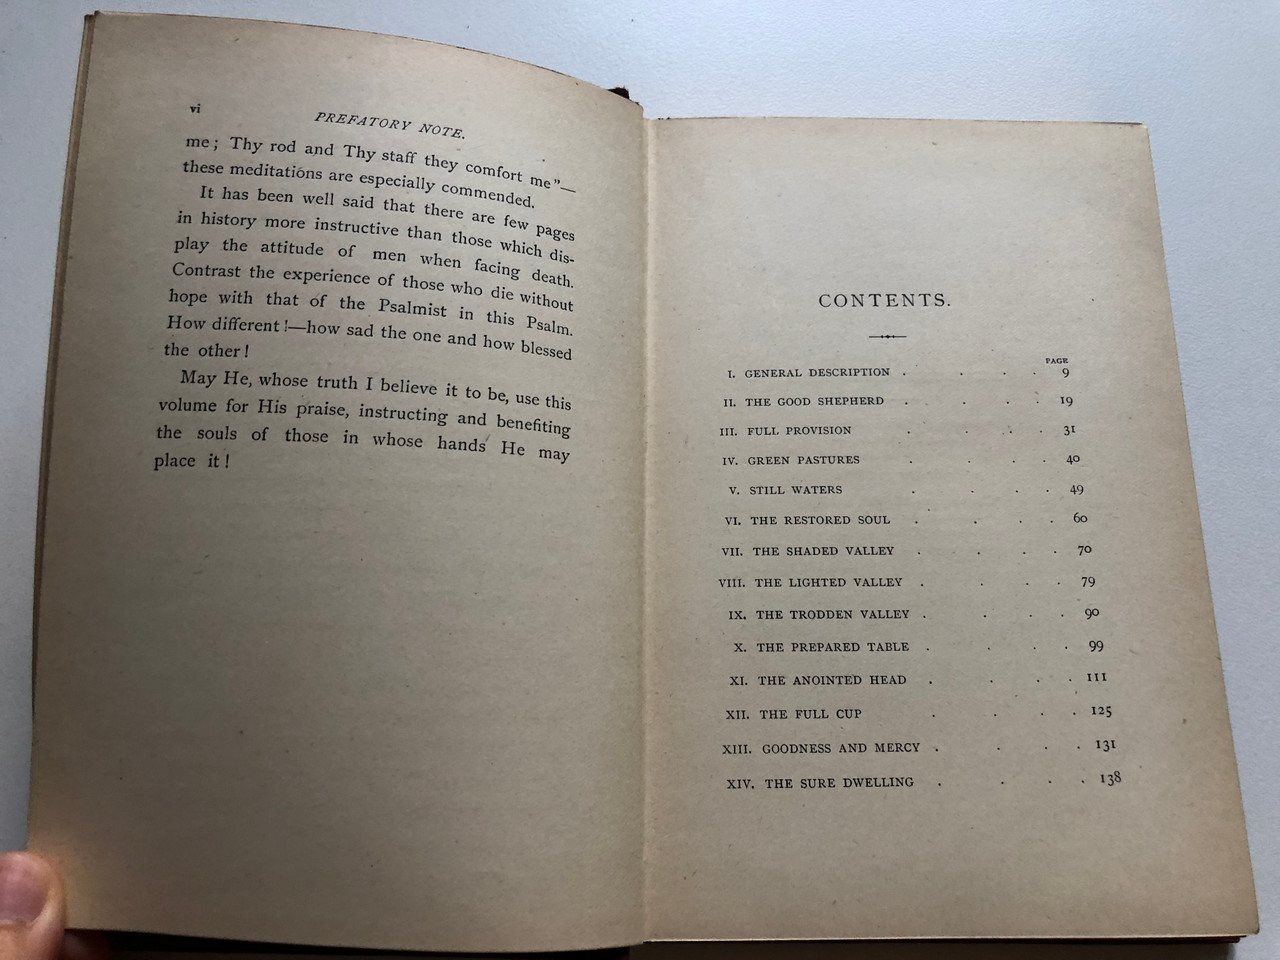 vi
PREFATORY NOTE.
me; Thy rod and Thy staff they comfort me"—
these meditations are especially commended.
It has been well said that there are few pages
in history more instructive than those which dis-
play the attitude of men when facing death.
Contrast the experience of those who die without
hope with that of the Psalmist in this Psalm.
How different!—how sad the one and how blessed
the other!
May He, whose truth I believe it to be, use this
volume for His praise, instructing and benefiting
the souls of those in whose hands He may
place it!
CONTENTS.
PAGE
I. GENERAL DESCRIPTION . . . . 9
II. THE GOOD SHEPHERD . . . . 19
III. FULL PROVISION . . . . 31
IV. GREEN PASTURES . . . . 40
V. STILL WATERS . . . . 49
VI. THE RESTORED SOUL . . . . 60
VII. THE SHADED VALLEY . . . . 70
VIII. THE LIGHTED VALLEY . . . . 79
IX. THE TRODDEN VALLEY . . . . 90
X. THE PREPARED TABLE . . . . 99
XI. THE ANOINTED HEAD . . . . 111
XII. THE FULL CUP . . . . 125
XIII. GOODNESS AND MERCY . . . . 131
XIV. THE SURE DWELLING . . . . 138